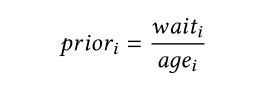 prior_i = wait_i / age_i